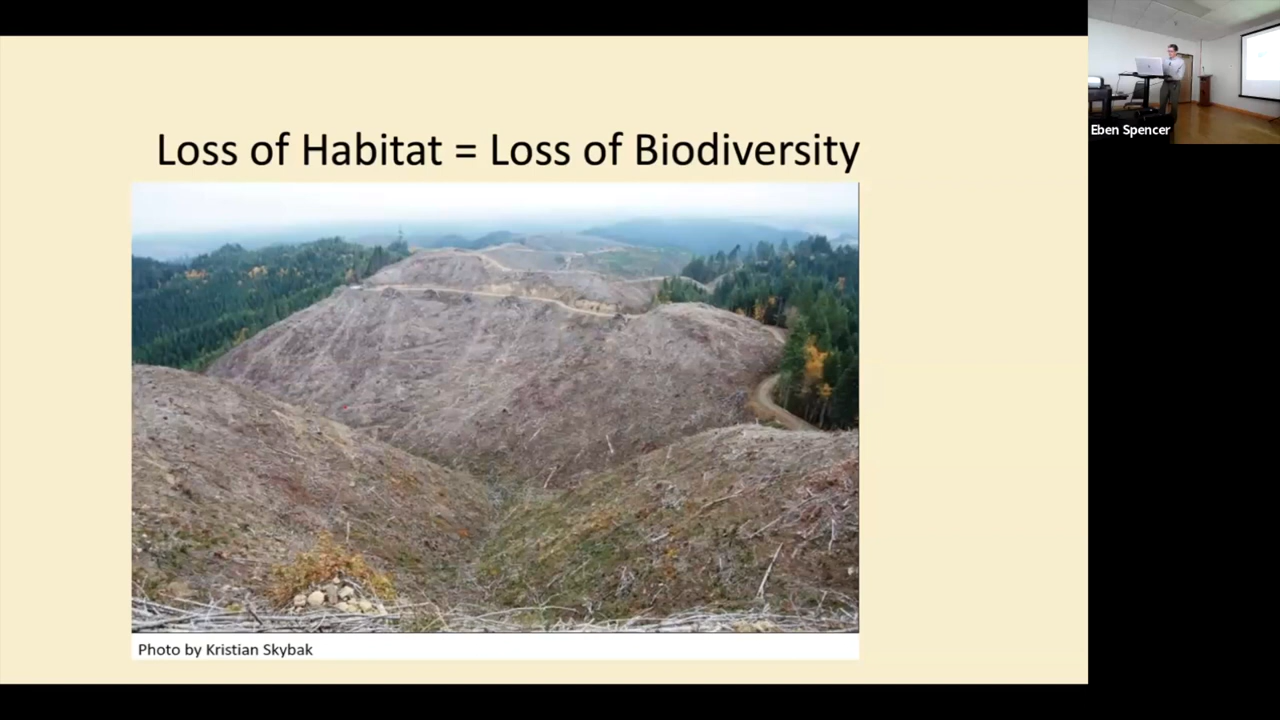 Loss of Habitat = Loss of Biodiversity
Eben Spencer
Photo by Kristian Skybak